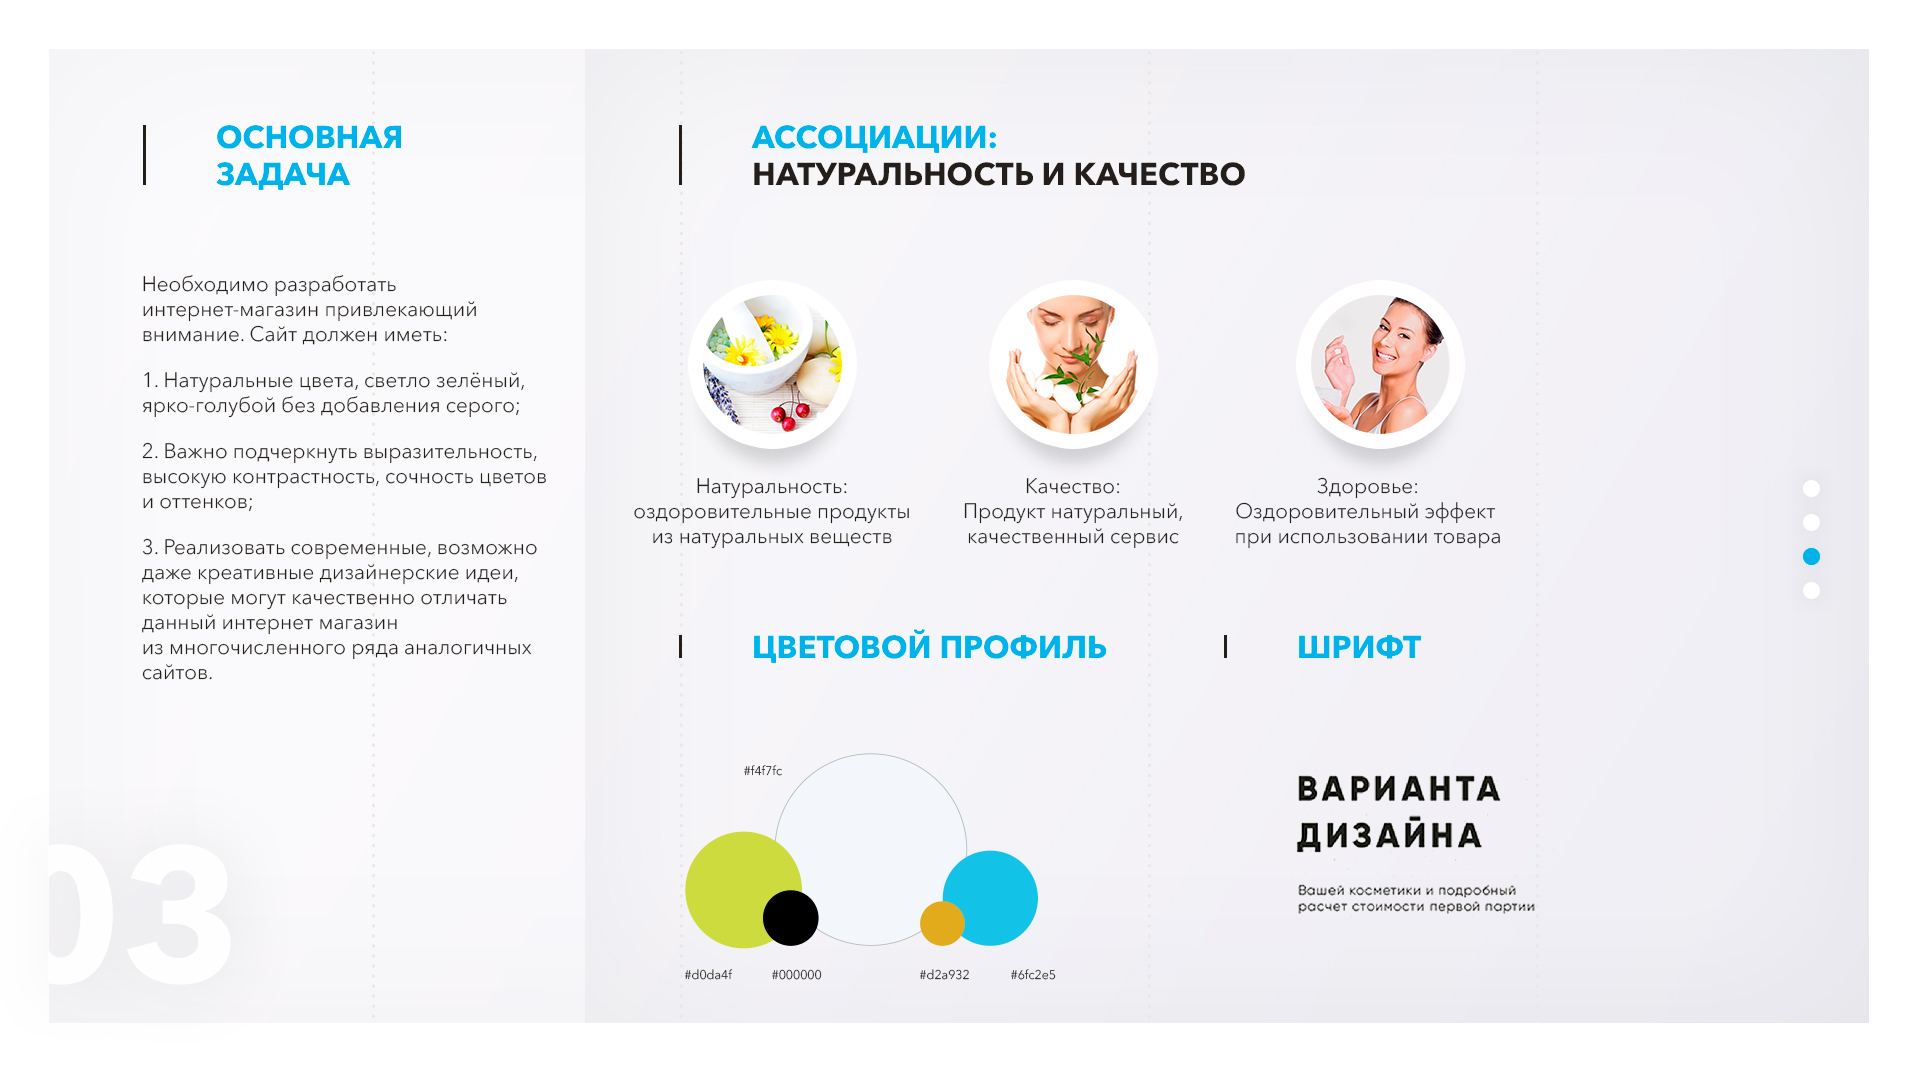 ОСНОВНАЯ
ЗАДАЧА
Необходимо разработать
интернет-магазин привлекающий
внимание. Сайт должен иметь:
1. Натуральные цвета, светло зелёный,
ярко-голубой без добавления серого;
2. Важно подчеркнуть выразительность,
высокую контрастность, сочность цветов
и оттенков;
3. Реализовать современные, возможно
даже креативные дизайнерские идеи,
которые могут качественно отличать
данный интернет магазин
из многочисленного ряда аналогичных
сайтов.
03
АССОЦИАЦИИ:
НАТУРАЛЬНОСТЬ И КАЧЕСТВО
Натуральность:
оздоровительные продукты
из натуральных веществ
Качество:
Продукт натуральный,
качественный сервис
Здоровье:
Оздоровительный эффект
при использовании товара
ЦВЕТОВОЙ ПРОФИЛЬ
#f4f7fc
#d0da4f
#000000
#d2a932
#6fc2e5
ШРИФТ
ВАРИАНТА
ДИЗАЙНА
Вашей косметики и подробный
расчет стоимости первой партии